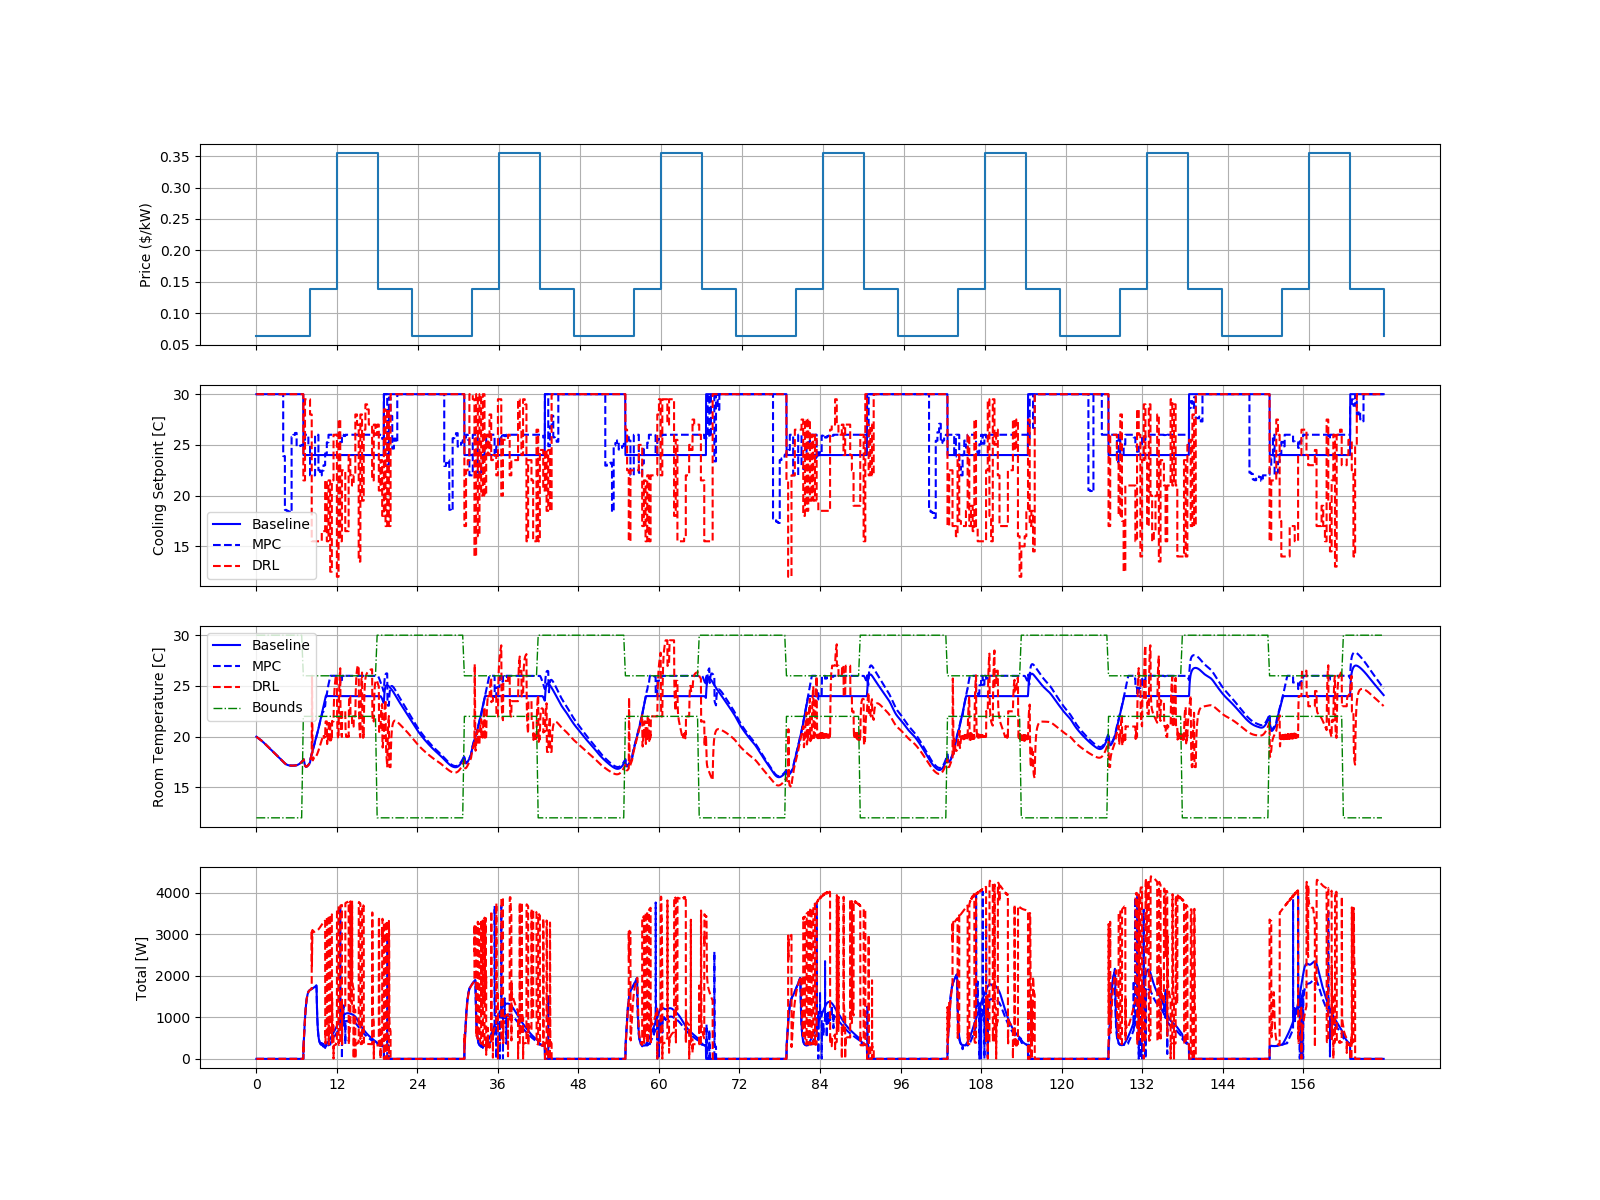 Price ($/kW)
0.35
0.30
0.25
0.20
0.15
0.10
0.05
Cooling Setpoint [C]
30
25
20
15
Baseline
MPC
DRL
Room Temperature [C]
30
25
20
15
Baseline
MPC
DRL
Bounds
Total [W]
4000
3000
2000
1000
0
0 12 24 36 48 60 72 84 96 108 120 132 144 156